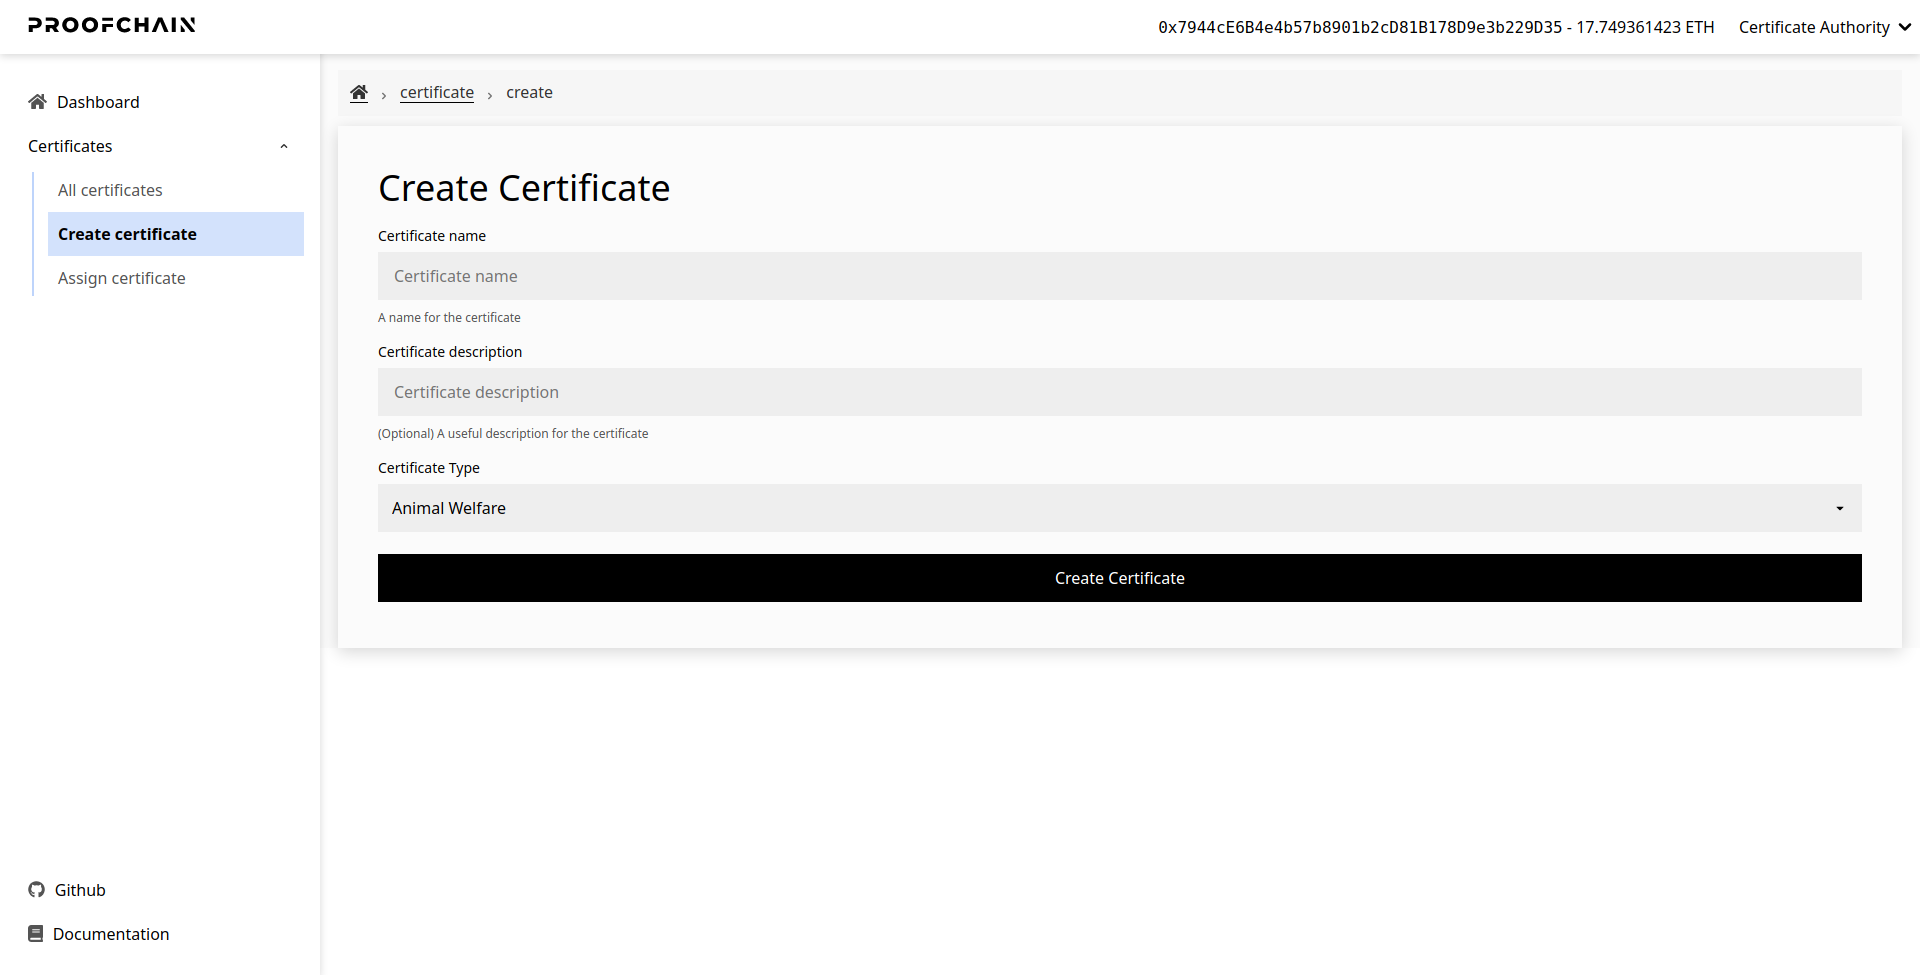 PROOFCHAIN
0x7944cE6B4e4b57b8901b2cD81B178D9e3b229D35 - 17.749361423 ETH
Certificate Authority
Dashboard
Certificates
All certificates
Create certificate
Assign certificate
Github
Documentation
certificate › create
Create Certificate
Certificate name
Certificate name
A name for the certificate
Certificate description
Certificate description
(Optional) A useful description for the certificate
Certificate Type
Animal Welfare
Create Certificate